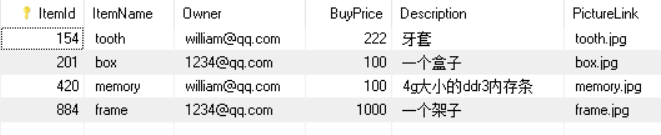 ItemId ItemName Owner BuyPrice Description PictureLink
154 tooth william@qq.com 222 牙套 tooth.jpg
201 box 1234@qq.com 100 一个盒子 box.jpg
420 memory william@qq.com 100 4g大小的ddr3内存条 memory.jpg
884 frame 1234@qq.com 1000 一个架子 frame.jpg